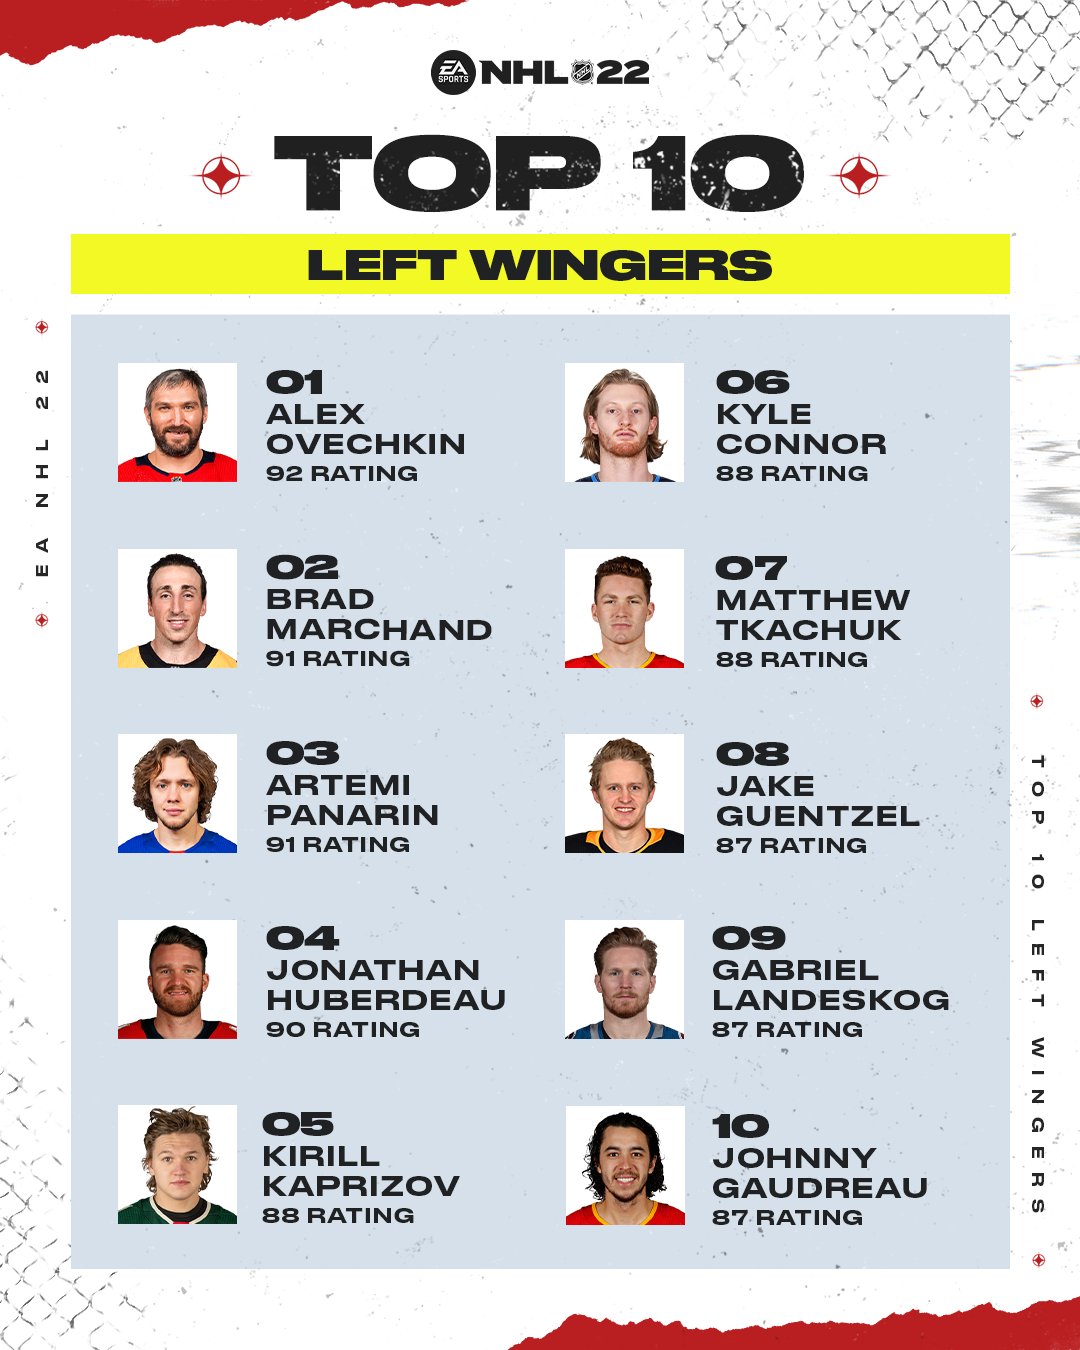 EA SPORTS NHL NHL 22
TOP 10
LEFT WINGERS
EA NHL 22
01
ALEX
OVECHKIN
92 RATING
02
BRAD
MARCHAND
91 RATING
03
ARTEMI
PANARIN
91 RATING
04
JONATHAN
HUBERDEAU
90 RATING
05
KIRILL
KAPRIZOV
88 RATING
06
KYLE
CONNOR
88 RATING
07
MATTHEW
TKACHUK
88 RATING
08
JAKE
GUENTZEL
87 RATING
09
GABRIEL
LANDESKOG
87 RATING
10
JOHNNY
GAUDREAU
87 RATING
TOP 10 LEFT WINGERS